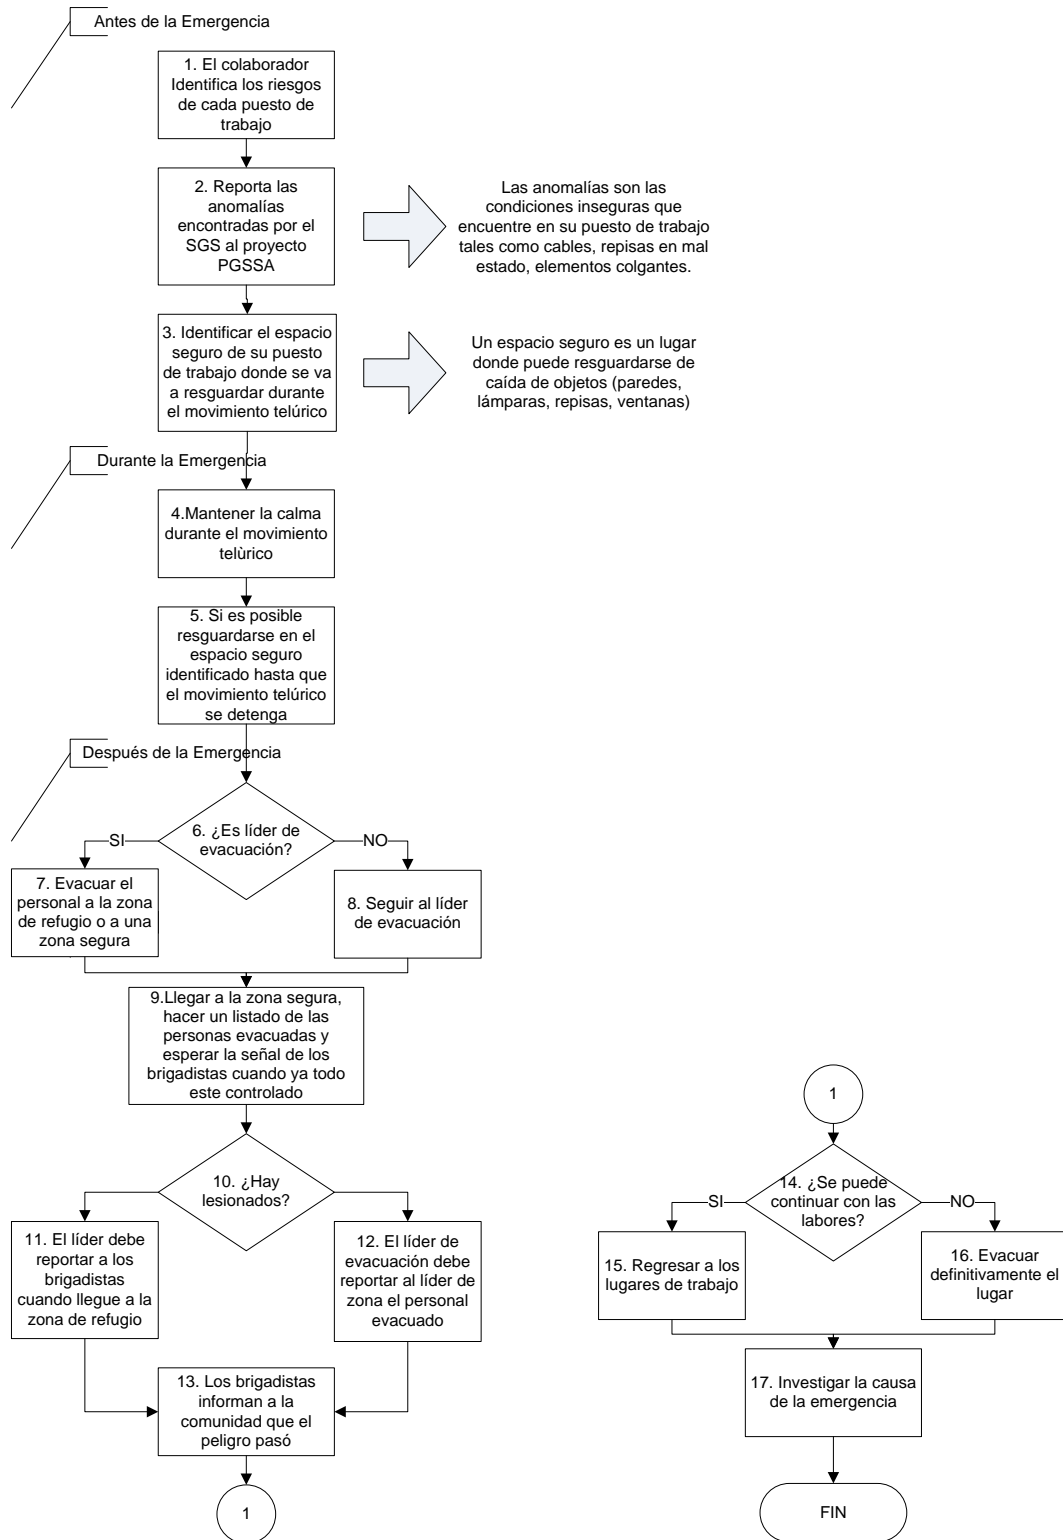 Antes de la Emergencia
1. El colaborador
Identifica los riesgos
de cada puesto de
trabajo
2. Reporta las
anomalías
encontradas por el
SGS al proyecto
PGSSA
Las anomalías son las
condiciones inseguras que
encuentre en su puesto de trabajo
tales como cables, repisas en mal
estado, elementos colgantes.
3. Identificar el espacio
seguro de su puesto
de trabajo donde se va
a resguardar durante
el movimiento telúrico
Un espacio seguro es un lugar
donde puede resguardarse de
caída de objetos (paredes,
lámparas, repisas, ventanas)
Durante la Emergencia
4.Mantener la calma
durante el movimiento
telùrico
5. Si es posible
resguardarse en el
espacio seguro
identificado hasta que
el movimiento telúrico
se detenga
Después de la Emergencia
6. ¿Es líder de
evacuación?
SI
NO
7. Evacuar el
personal a la zona
de refugio o a una
zona segura
8. Seguir al líder
de evacuación
9.Llegar a la zona segura,
hacer un listado de las
personas evacuadas y
esperar la señal de los
brigadistas cuando ya todo
este controlado
10. ¿Hay
lesionados?
11. El líder debe
reportar a los
brigadistas
cuando llegue a la
zona de refugio
12. El líder de
evacuación debe
reportar al líder de
zona el personal
evacuado
13. Los brigadistas
informan a la
comunidad que el
peligro pasó
1
1
14. ¿Se puede
continuar con las
labores?
SI
NO
15. Regresar a los
lugares de trabajo
16. Evacuar
definitivamente el
lugar
17. Investigar la causa
de la emergencia
FIN